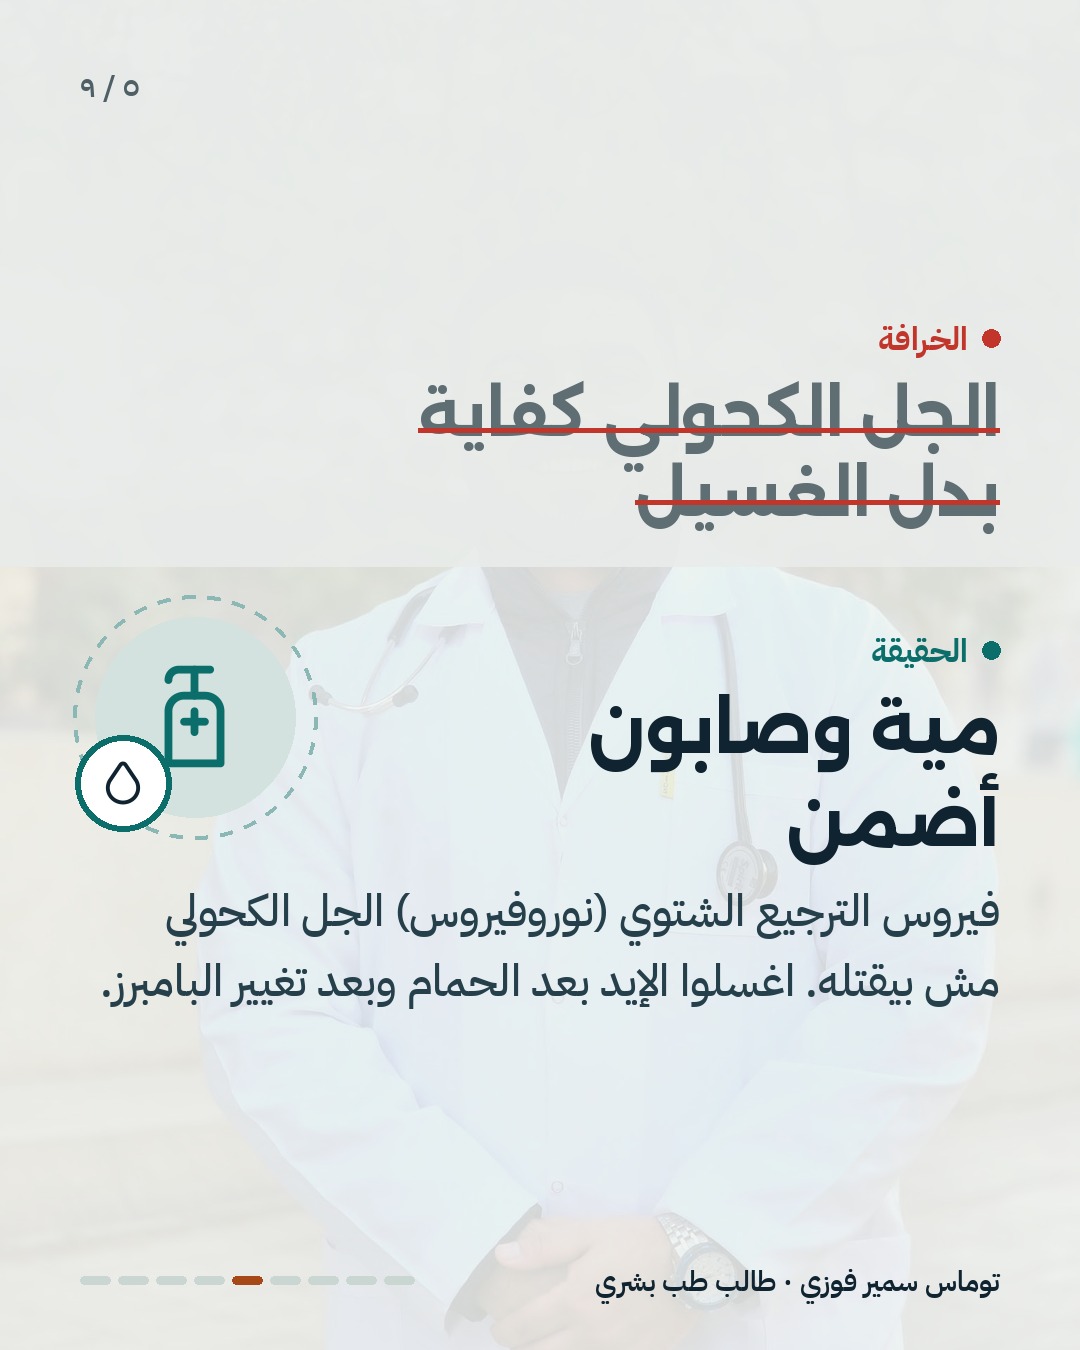 ٥ / ٩
الخرافة
الجل الكحولي كفاية
بدل الغسيل
الحقيقة
مية وصابون
أضمن
فيروس الترجيع الشتوي (نوروفيروس) الجل الكحولي
مش بيقتله. اغسلوا الإيد بعد الحمام وبعد تغيير البامبرز.
توماس سمير فوزي · طالب طب بشري